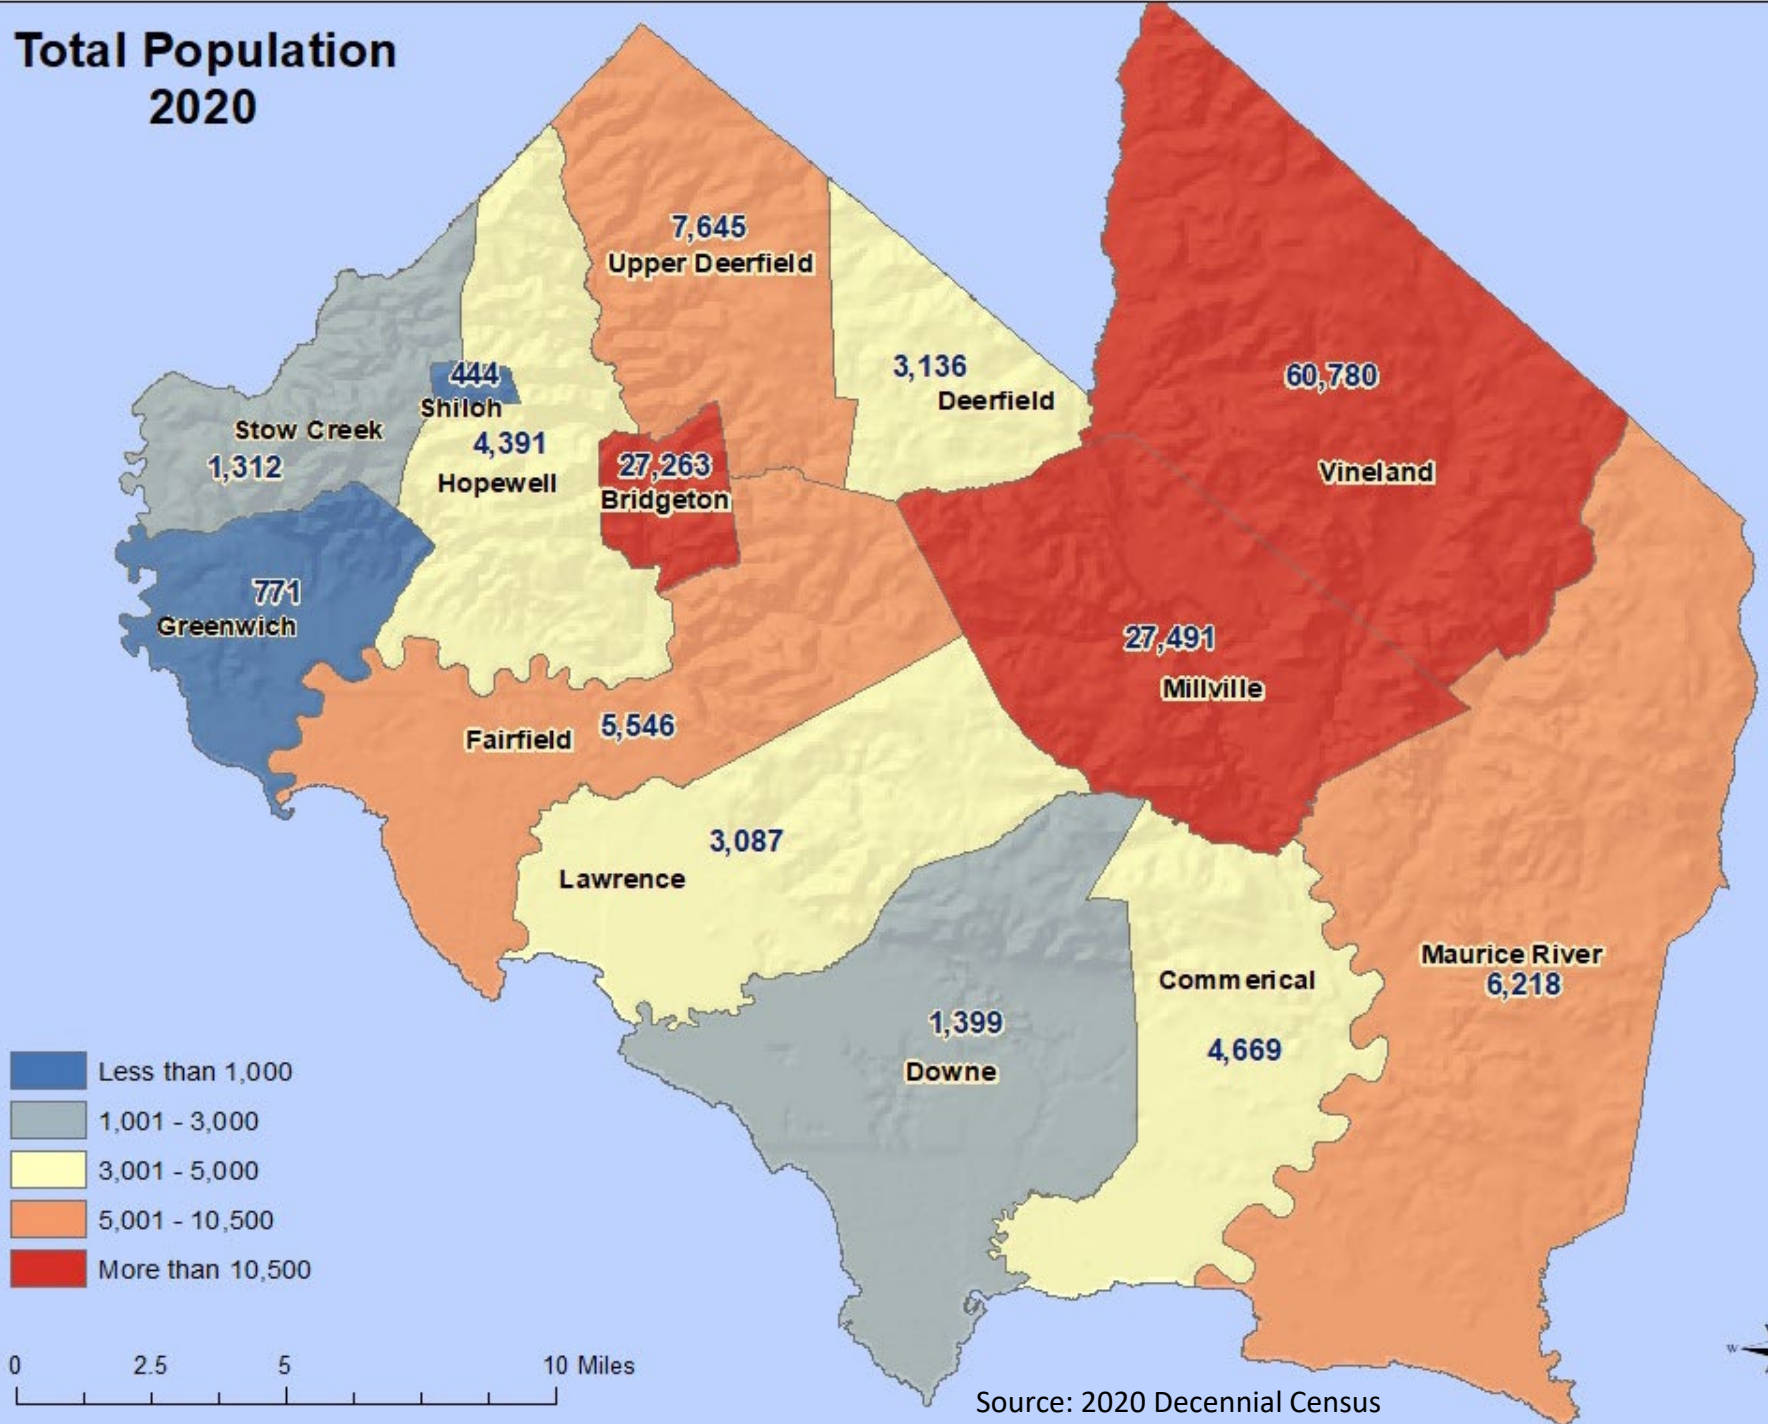 Total Population
2020
7,645
Upper Deerfield
3,136
Deerfield
60,780
Vineland
444
Shiloh
Stow Creek
1,312
4,391
Hopewell
27,263
Bridgeton
771
Greenwich
27,491
Millville
Fairfield
5,546
3,087
Lawrence
Maurice River
6,218
Commerical
4,669
1,399
Downe
Less than 1,000
1,001 - 3,000
3,001 - 5,000
5,001 - 10,500
More than 10,500
0 2.5 5 10 Miles
W
Source: 2020 Decennial Census